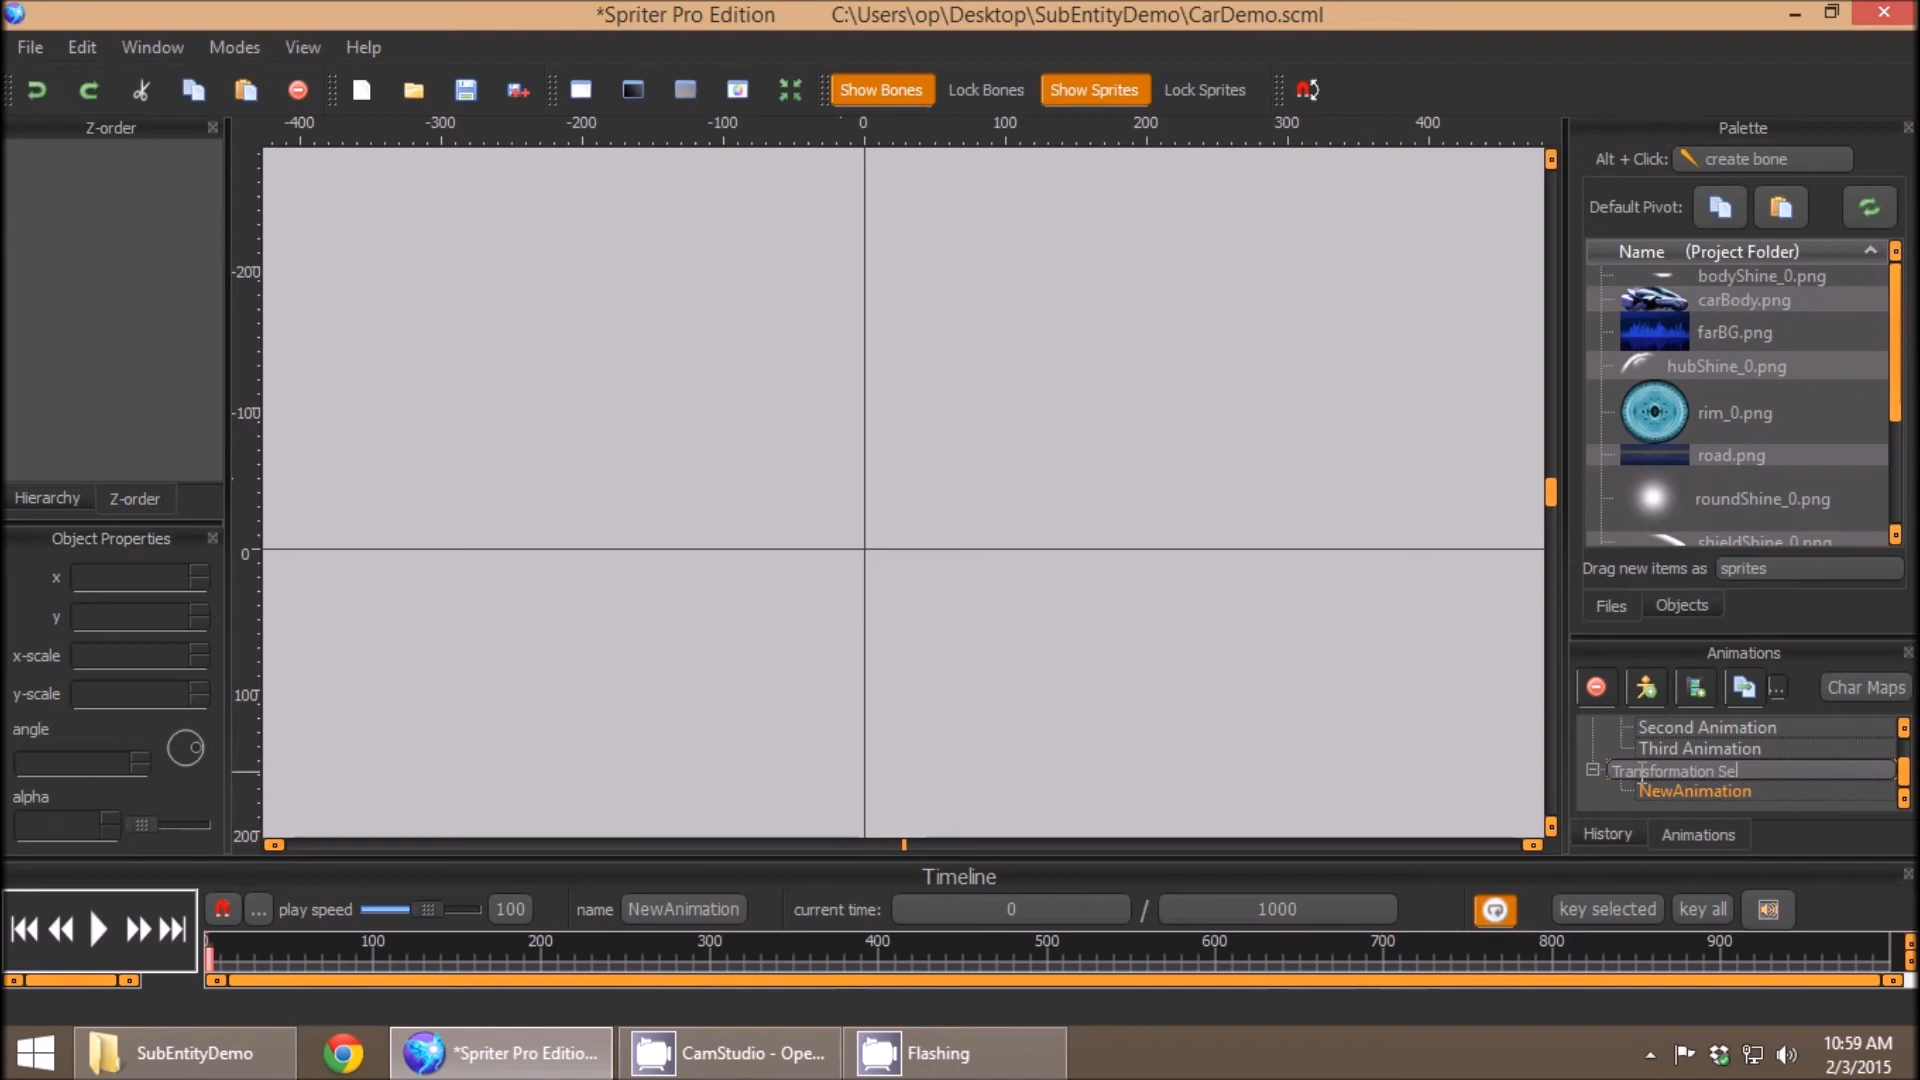 *Spriter Pro Edition C:\Users\op\Desktop\SubEntityDemo\CarDemo.scml
File Edit Window Modes View Help
Show Bones Lock Bones Show Sprites Lock Sprites
Z-order
-400 -300 -200 -100 0 100 200 300 400
-200
-100
0
100
200
Hierarchy Z-order
Object Properties
x
y
x-scale
y-scale
angle
alpha
Palette
Alt + Click: create bone
Default Pivot:
Name (Project Folder)
bodyShine_0.png
carBody.png
farBG.png
hubShine_0.png
rim_0.png
road.png
roundShine_0.png
shieldShine_0.png
Drag new items as sprites
Files Objects
Animations
... Char Maps
Second Animation
Third Animation
Transformation Sel
NewAnimation
History Animations
Timeline
... play speed 100 name NewAnimation current time: 0 / 1000 key selected key all
0 100 200 300 400 500 600 700 800 900
SubEntityDemo *Spriter Pro Editio... CamStudio - Ope... Flashing
10:59 AM
2/3/2015